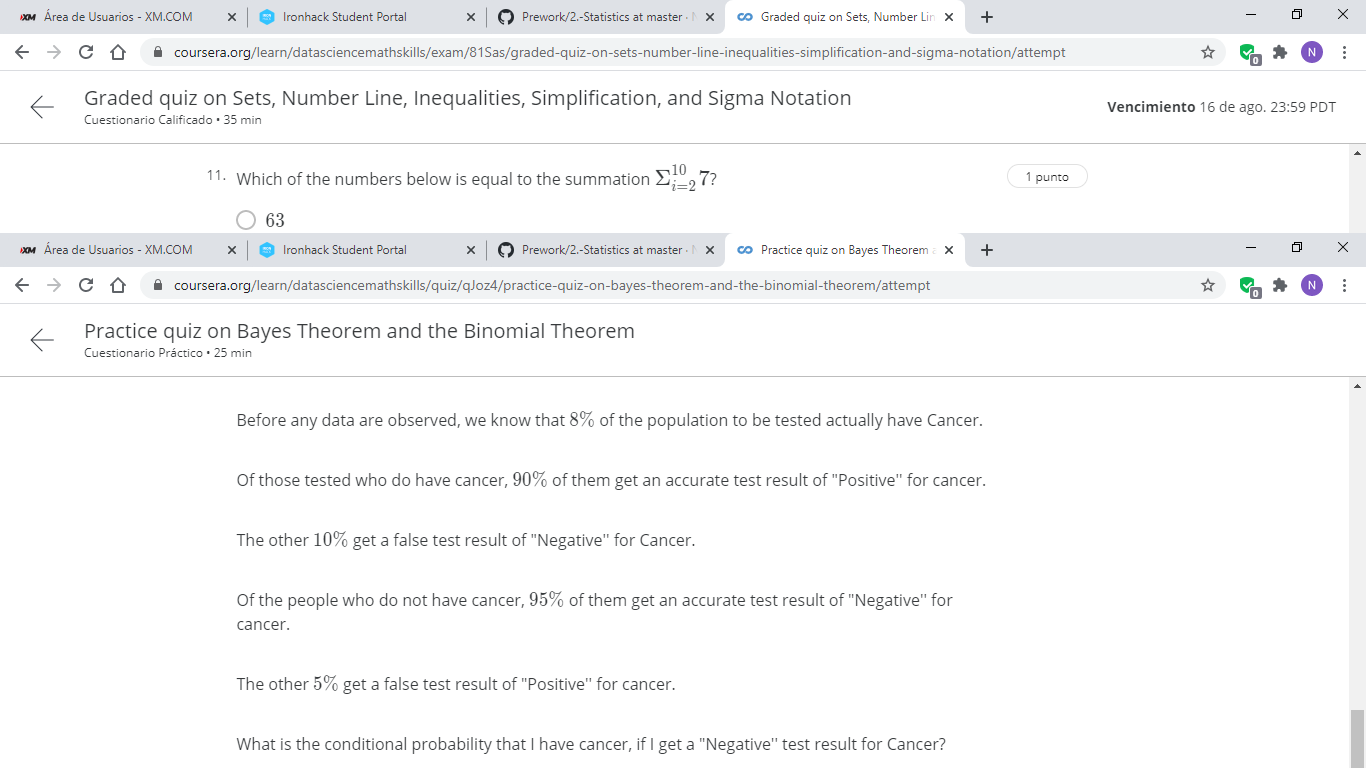 XM Área de Usuarios - XM.COM Ironhack Student Portal Prework/2.-Statistics at master · Graded quiz on Sets, Number Lin
coursera.org/learn/datasciencemathskills/exam/81Sas/graded-quiz-on-sets-number-line-inequalities-simplification-and-sigma-notation/attempt 0 N
Graded quiz on Sets, Number Line, Inequalities, Simplification, and Sigma Notation
Cuestionario Calificado • 35 min
Vencimiento 16 de ago. 23:59 PDT
11. Which of the numbers below is equal to the summation Σ_{i=2}^{10} 7?
1 punto
63
XM Área de Usuarios - XM.COM Ironhack Student Portal Prework/2.-Statistics at master · Practice quiz on Bayes Theorem
coursera.org/learn/datasciencemathskills/quiz/qJoz4/practice-quiz-on-bayes-theorem-and-the-binomial-theorem/attempt 0 N
Practice quiz on Bayes Theorem and the Binomial Theorem
Cuestionario Práctico • 25 min
Before any data are observed, we know that 8% of the population to be tested actually have Cancer.
Of those tested who do have cancer, 90% of them get an accurate test result of "Positive" for cancer.
The other 10% get a false test result of "Negative" for Cancer.
Of the people who do not have cancer, 95% of them get an accurate test result of "Negative" for
cancer.
The other 5% get a false test result of "Positive" for cancer.
What is the conditional probability that I have cancer, if I get a "Negative" test result for Cancer?